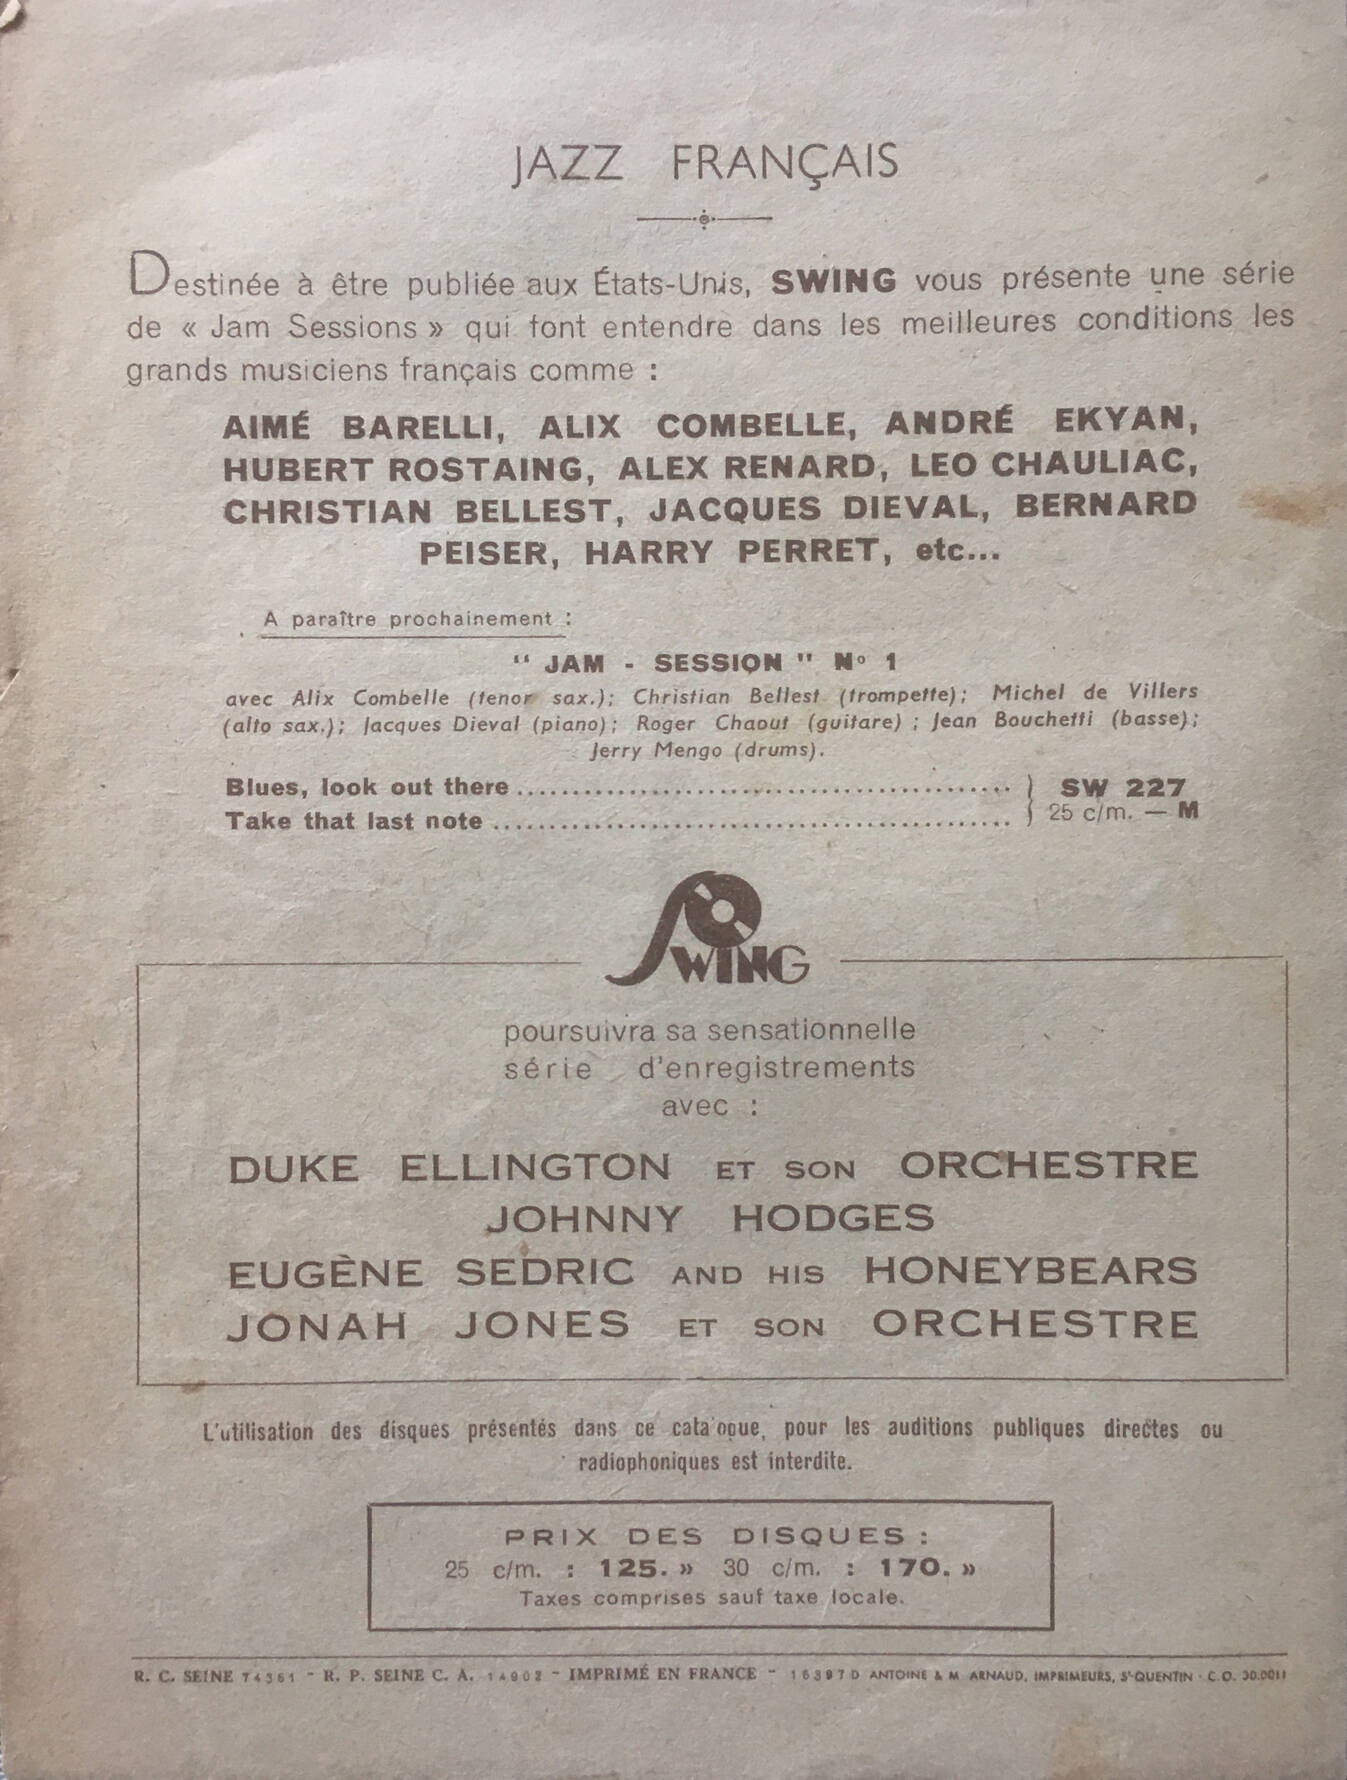 JAZZ FRANÇAIS
Destinée à être publiée aux États-Unis, SWING vous présente une série
de « Jam Sessions » qui font entendre dans les meilleures conditions les
grands musiciens français comme :
AIMÉ BARELLI, ALIX COMBELLE, ANDRÉ EKYAN,
HUBERT ROSTAING, ALEX RENARD, LEO CHAULIAC,
CHRISTIAN BELLEST, JACQUES DIEVAL, BERNARD
PEISER, HARRY PERRET, etc...
A paraître prochainement :
" JAM - SESSION " No 1
avec Alix Combelle (tenor sax.); Christian Bellest (trompette); Michel de Villers
(alto sax.); Jacques Dieval (piano); Roger Chaout (guitare) ; Jean Bouchetti (basse);
Jerry Mengo (drums).
Blues, look out there ........................................ } SW 227
Take that last note ........................................ } 25 c/m. — M
SWING
poursuivra sa sensationnelle
série d'enregistrements
avec :
DUKE ELLINGTON ET SON ORCHESTRE
JOHNNY HODGES
EUGÈNE SEDRIC AND HIS HONEYBEARS
JONAH JONES ET SON ORCHESTRE
L'utilisation des disques présentés dans ce catalogue, pour les auditions publiques directes ou
radiophoniques est interdite.
PRIX DES DISQUES :
25 c/m. : 125. » 30 c/m. : 170. »
Taxes comprises sauf taxe locale.
R. C. SEINE 74361 - R. P. SEINE C. A. 14902 - IMPRIMÉ EN FRANCE - 16397D ANTOINE & M. ARNAUD, IMPRIMEURS, St-QUENTIN - C.O. 30.0011